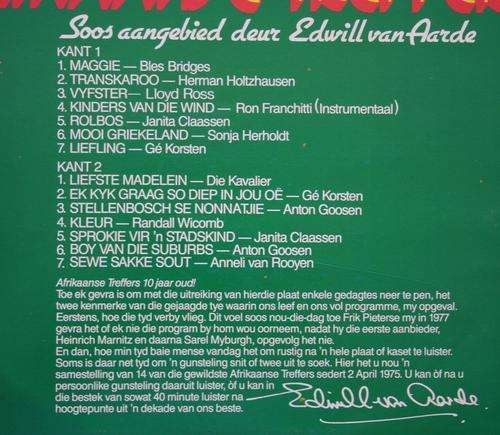 Soos aangebied deur Edwill van Aarde
KANT 1
1. MAGGIE — Bles Bridges
2. TRANSKAROO — Herman Holtzhausen
3. VYFSTER — Lloyd Ross
4. KINDERS VAN DIE WIND — Ron Franchitti (Instrumentaal)
5. ROLBOS — Janita Claassen
6. MOOI GRIEKELAND — Sonja Herholdt
7. LIEFLING — Gé Korsten
KANT 2
1. LIEFSTE MADELEIN — Die Kavalier
2. EK KYK GRAAG SO DIEP IN JOU OË — Gé Korsten
3. STELLENBOSCH SE NONNATJIE — Anton Goosen
4. KLEUR — Randall Wicomb
5. SPROKIE VIR 'n STADSKIND — Janita Claassen
6. BOY VAN DIE SUBURBS — Anton Goosen
7. SEWE SAKKE SOUT — Anneli van Rooyen
Afrikaanse Treffers 10 jaar oud!
Toe ek gevra is om met die uitreiking van hierdie plaat enkele gedagtes neer te pen, het
twee kenmerke van die gejaagde tye waarin ons leef en ons vol programme, my opgeval.
Eerstens, hoe die tyd verby vlieg. Dit voel soos nou-die-dag toe Frik Pieterse my in 1977
gevra het of ek nie die program by hom wou oorneem, nadat hy die eerste aanbieder,
Heinrich Marnitz en daarna Sarel Myburgh, opgevolg het nie.
En dan, hoe min tyd baie mense vandag het om rustig na 'n hele plaat of kaset te luister.
Soms is daar net tyd om 'n gunsteling snit of twee uit te soek. Hier het u nou 'n
samestelling van 14 van die gewildste Afrikaanse Treffers sedert 2 April 1975. U kan òf na u
persoonlike gunsteling daaruit luister, òf u kan in
die bestek van sowat 40 minute luister na
hoogtepunte uit 'n dekade van ons beste.
Edwill van Aarde.